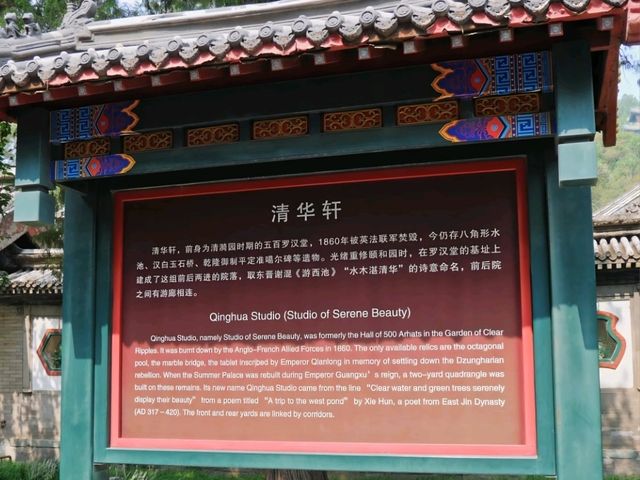 清华轩
清华轩，前身为清漪园时期的五百罗汉堂，1860年被英法联军焚毁，今仍存八角形水
池、汉白玉石桥、乾隆御制平定准噶尔碑等遗物。光绪重修颐和园时，在罗汉堂的基址上
建成了这组前后两进的院落，取东晋谢混《游西池》“水木湛清华”的诗意命名，前后院
之间有游廊相连。
Qinghua Studio (Studio of Serene Beauty)
Qinghua Studio, namely Studio of Serene Beauty, was formerly the Hall of 500 Arhats in the Garden of Clear
Ripples. It was burnt down by the Anglo-French Allied Forces in 1860. The only available relics are the octagonal
pool, the marble bridge, the tablet inscribed by Emperor Qianlong in memory of settling down the Dzungharian
rebellion. When the Summer Palace was rebuilt during Emperor Guangxu's reign, a two-yard quadrangle was
built on these remains. Its new name Qinghua Studio came from the line “Clear water and green trees serenely
display their beauty” from a poem titled “A trip to the west pond” by Xie Hun, a poet from East Jin Dynasty
(AD 317-420). The front and rear yards are linked by corridors.